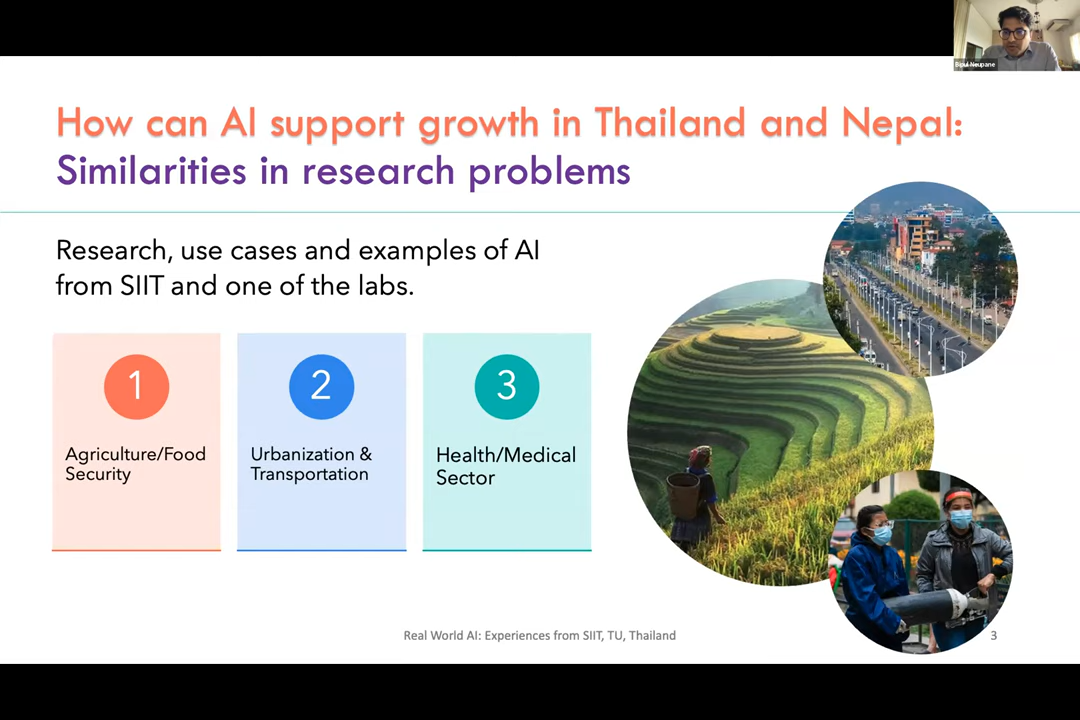 Bipul Neupane
How can AI support growth in Thailand and Nepal:
Similarities in research problems
Research, use cases and examples of AI
from SIIT and one of the labs.
1
Agriculture/Food
Security
2
Urbanization &
Transportation
3
Health/Medical
Sector
Real World AI: Experiences from SIIT, TU, Thailand
3